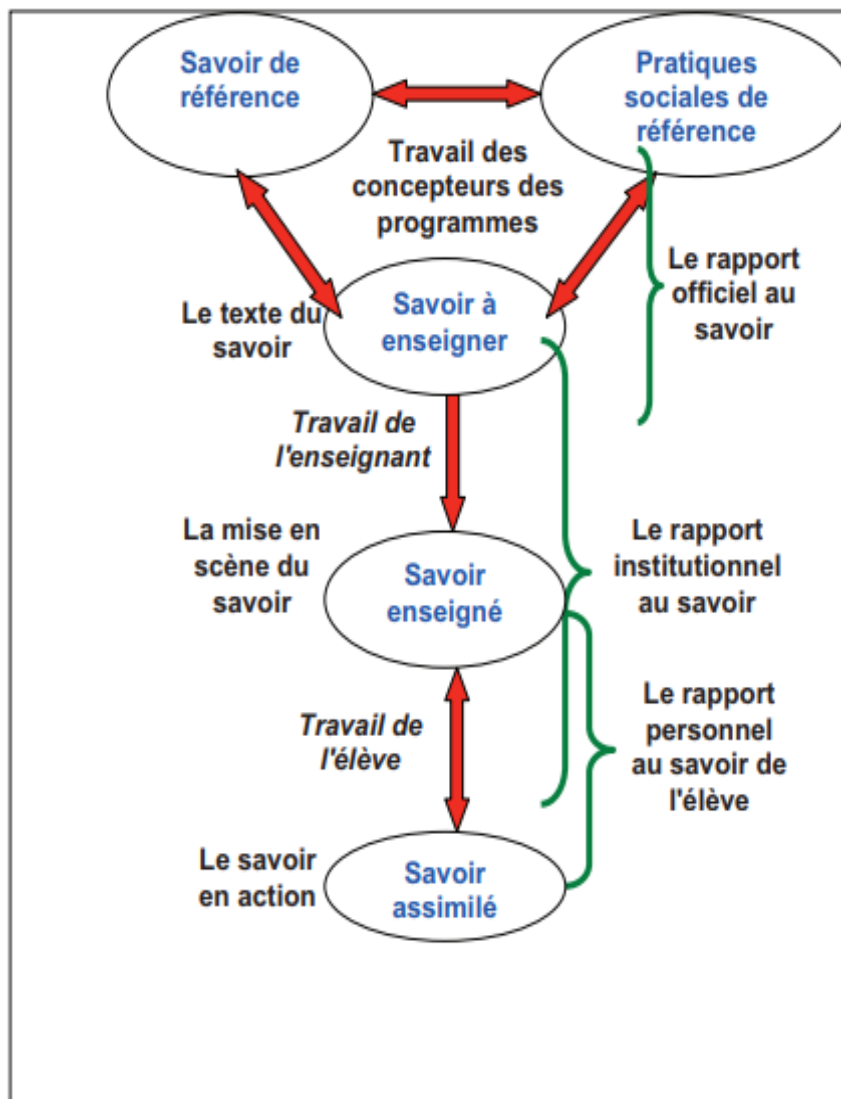 Savoir de
référence
Pratiques
sociales de
référence
Travail des
concepteurs des
programmes
Le rapport
officiel au
savoir
Le texte du
savoir
Savoir à
enseigner
Travail de
l'enseignant
La mise en
scène du
savoir
Savoir
enseigné
Le rapport
institutionnel
au savoir
Travail de
l'élève
Le rapport
personnel
au savoir de
l'élève
Le savoir
en action
Savoir
assimilé